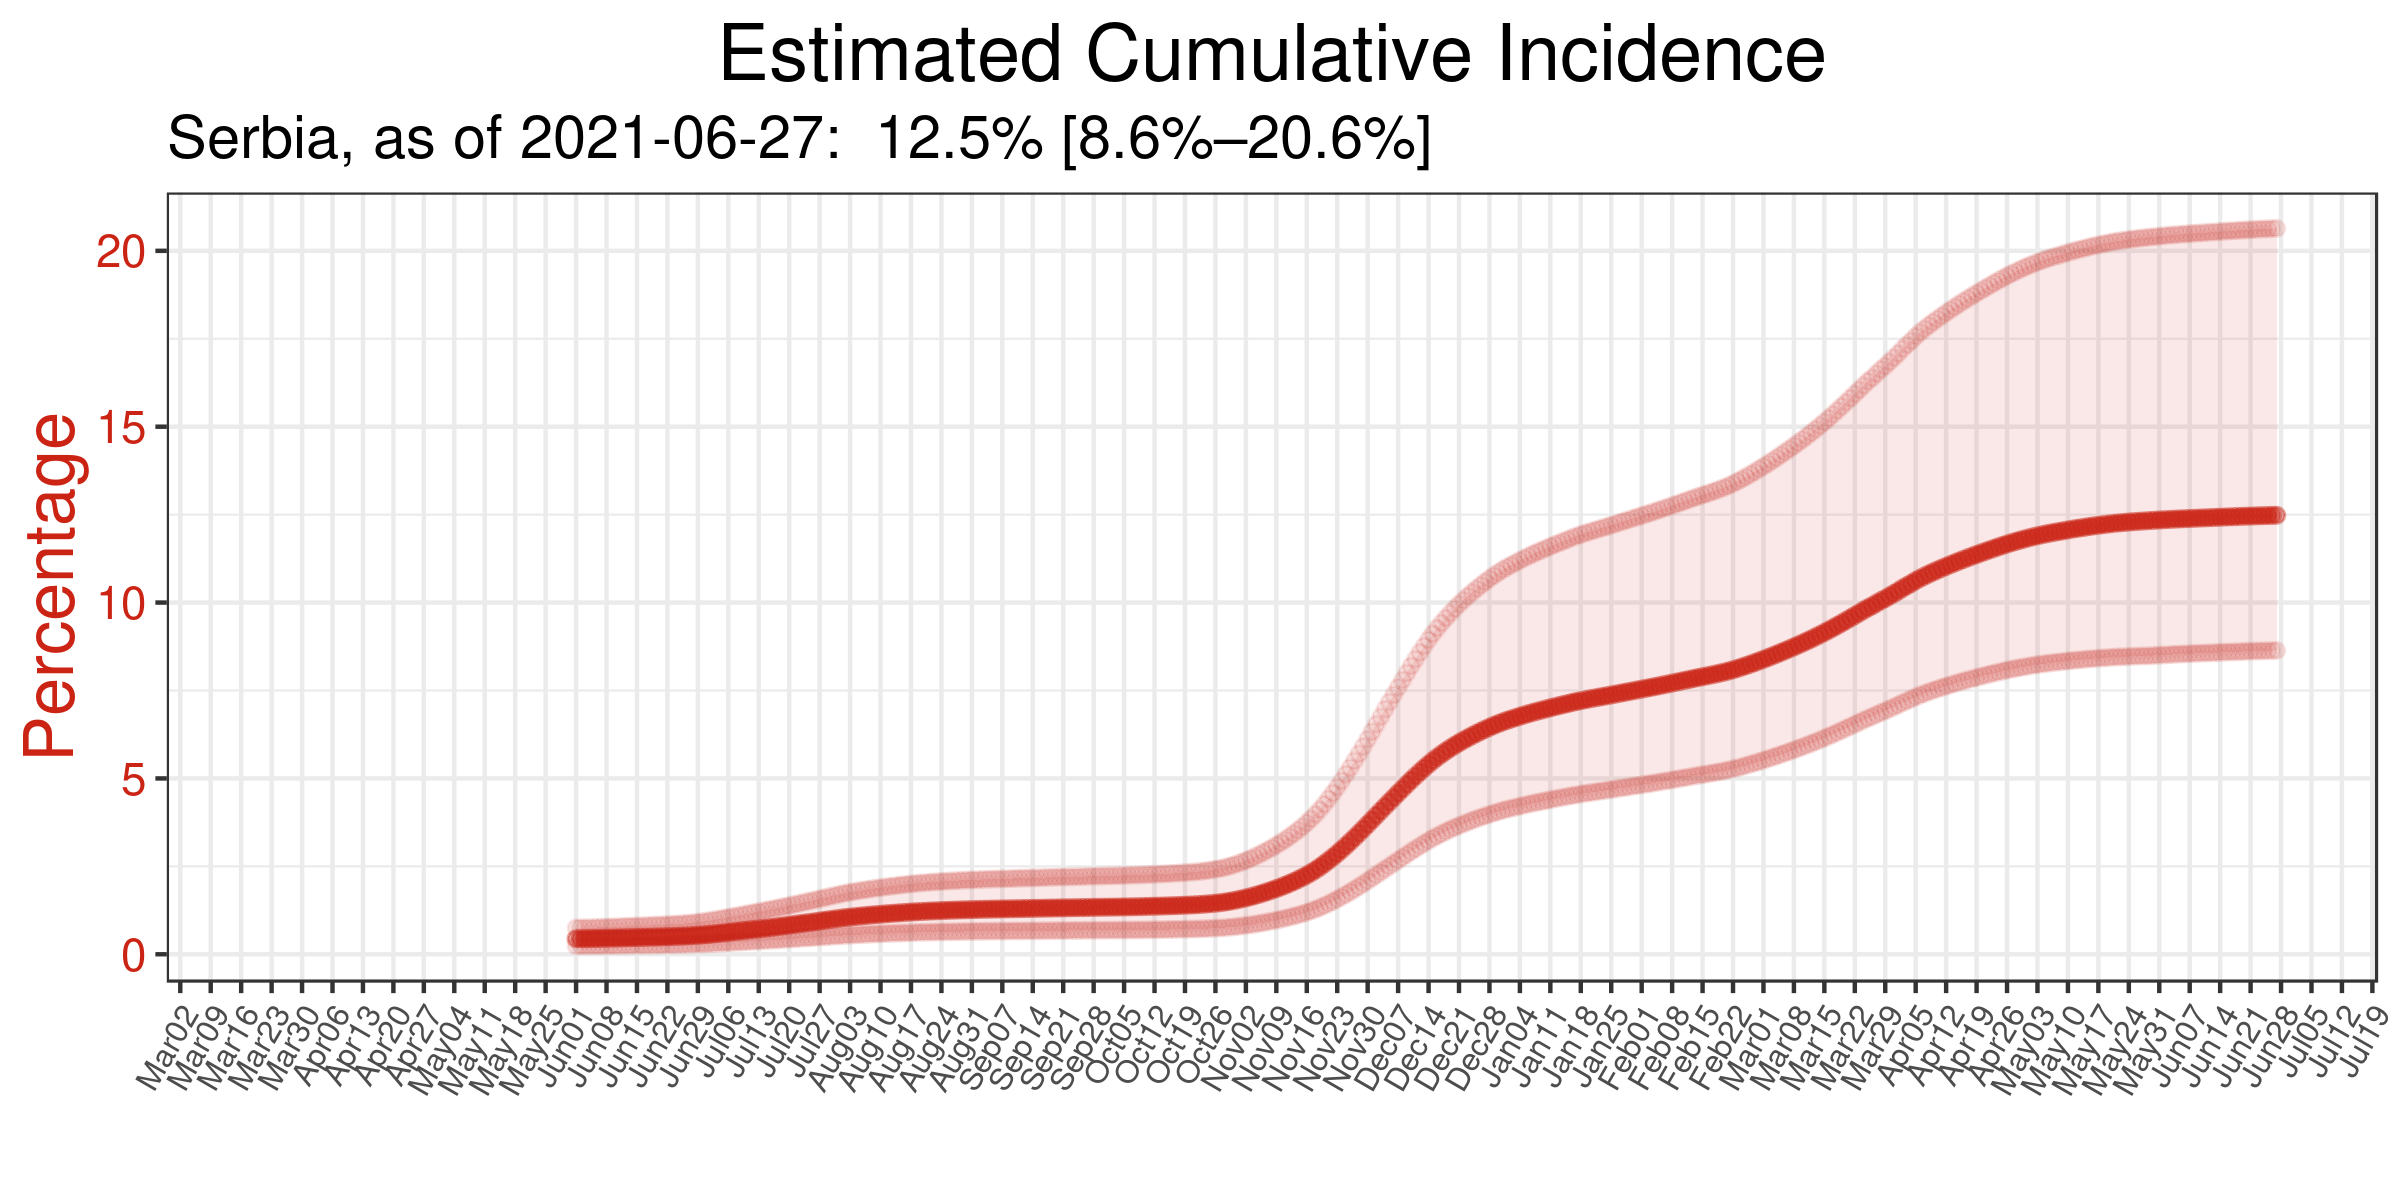 Estimated Cumulative Incidence
Serbia, as of 2021-06-27:  12.5% [8.6%–20.6%]
Percentage
20
15
10
5
0
Mar02
Mar09
Mar16
Mar23
Mar30
Apr06
Apr13
Apr20
Apr27
May04
May11
May18
May25
Jun01
Jun08
Jun15
Jun22
Jun29
Jul06
Jul13
Jul20
Jul27
Aug03
Aug10
Aug17
Aug24
Aug31
Sep07
Sep14
Sep21
Sep28
Oct05
Oct12
Oct19
Oct26
Nov02
Nov09
Nov16
Nov23
Nov30
Dec07
Dec14
Dec21
Dec28
Jan04
Jan11
Jan18
Jan25
Feb01
Feb08
Feb15
Feb22
Mar01
Mar08
Mar15
Mar22
Mar29
Apr05
Apr12
Apr19
Apr26
May03
May10
May17
May24
May31
Jun07
Jun14
Jun21
Jun28
Jul05
Jul12
Jul19